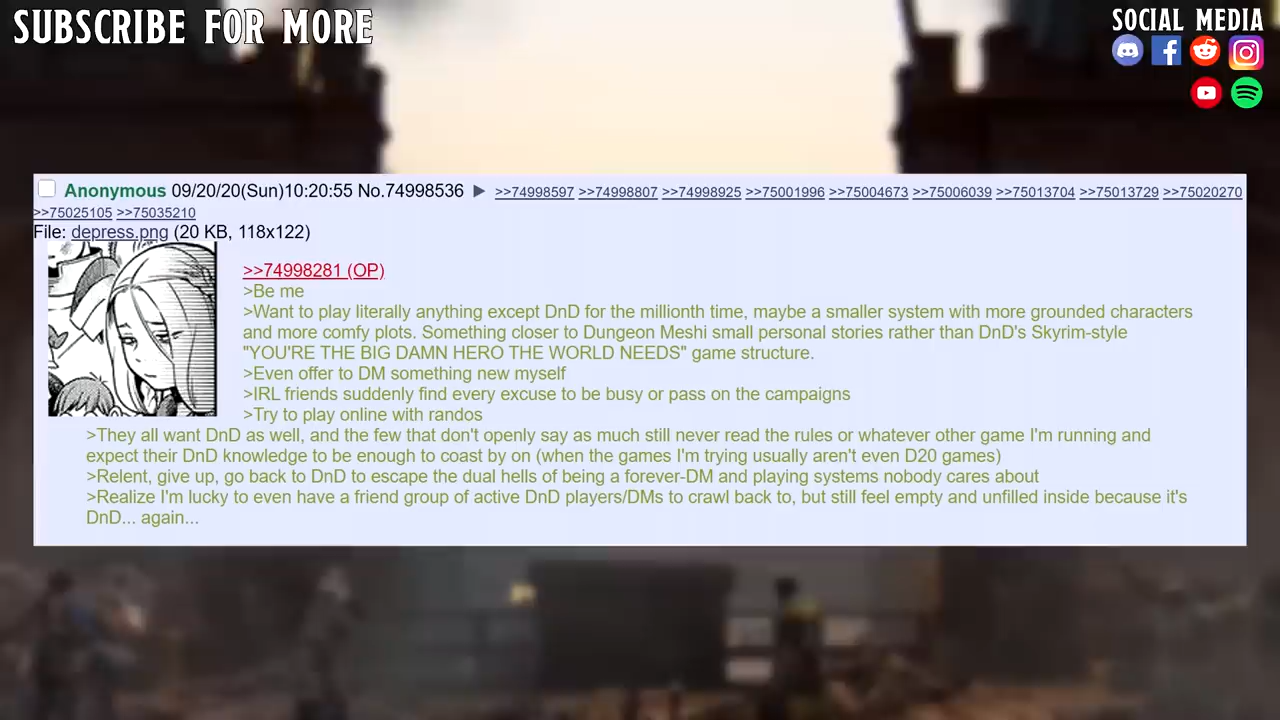 SUBSCRIBE FOR MORE
SOCIAL MEDIA
Anonymous 09/20/20(Sun)10:20:55 No.74998536 ▶ >>74998597 >>74998807 >>74998925 >>75001996 >>75004673 >>75006039 >>75013704 >>75013729 >>75020270
>>75025105 >>75035210
File: depress.png (20 KB, 118x122)
>>74998281 (OP)
>Be me
>Want to play literally anything except DnD for the millionth time, maybe a smaller system with more grounded characters
and more comfy plots. Something closer to Dungeon Meshi small personal stories rather than DnD's Skyrim-style
"YOU'RE THE BIG DAMN HERO THE WORLD NEEDS" game structure.
>Even offer to DM something new myself
>IRL friends suddenly find every excuse to be busy or pass on the campaigns
>Try to play online with randos
>They all want DnD as well, and the few that don't openly say as much still never read the rules or whatever other game I'm running and
expect their DnD knowledge to be enough to coast by on (when the games I'm trying usually aren't even D20 games)
>Relent, give up, go back to DnD to escape the dual hells of being a forever-DM and playing systems nobody cares about
>Realize I'm lucky to even have a friend group of active DnD players/DMs to crawl back to, but still feel empty and unfilled inside because it's
DnD... again...